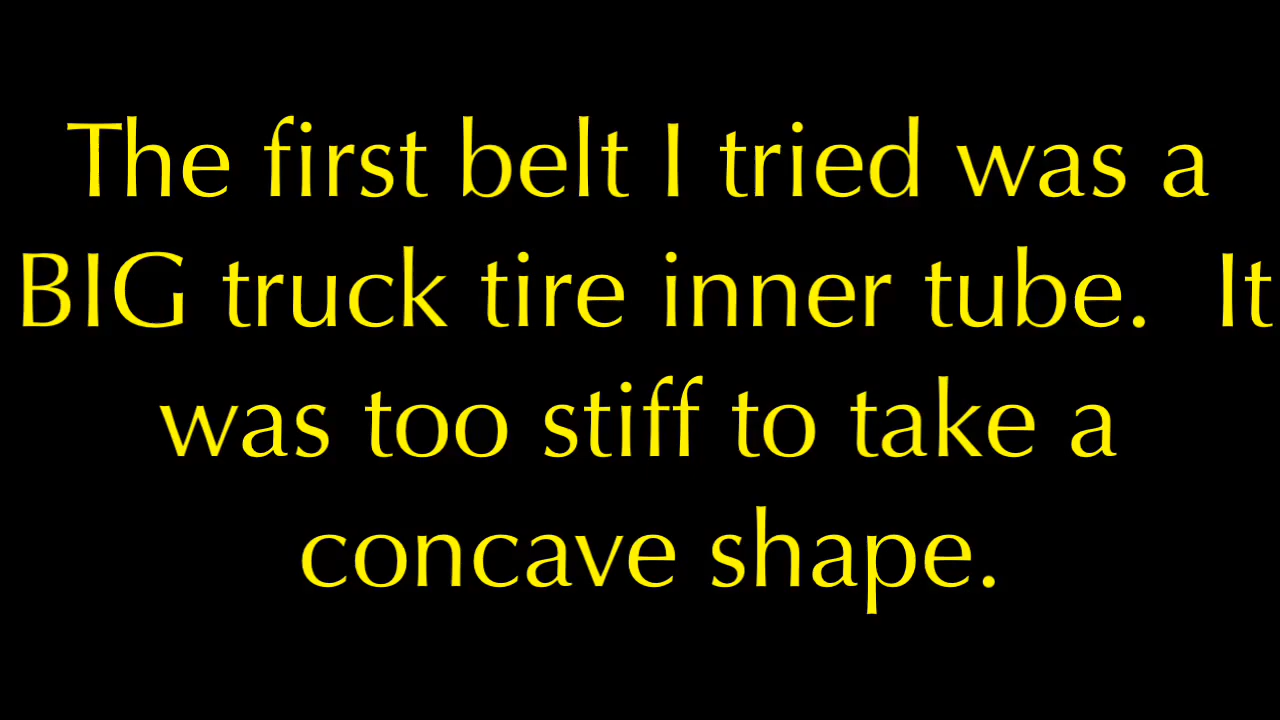 The first belt I tried was a
BIG truck tire inner tube.  It
was too stiff to take a
concave shape.